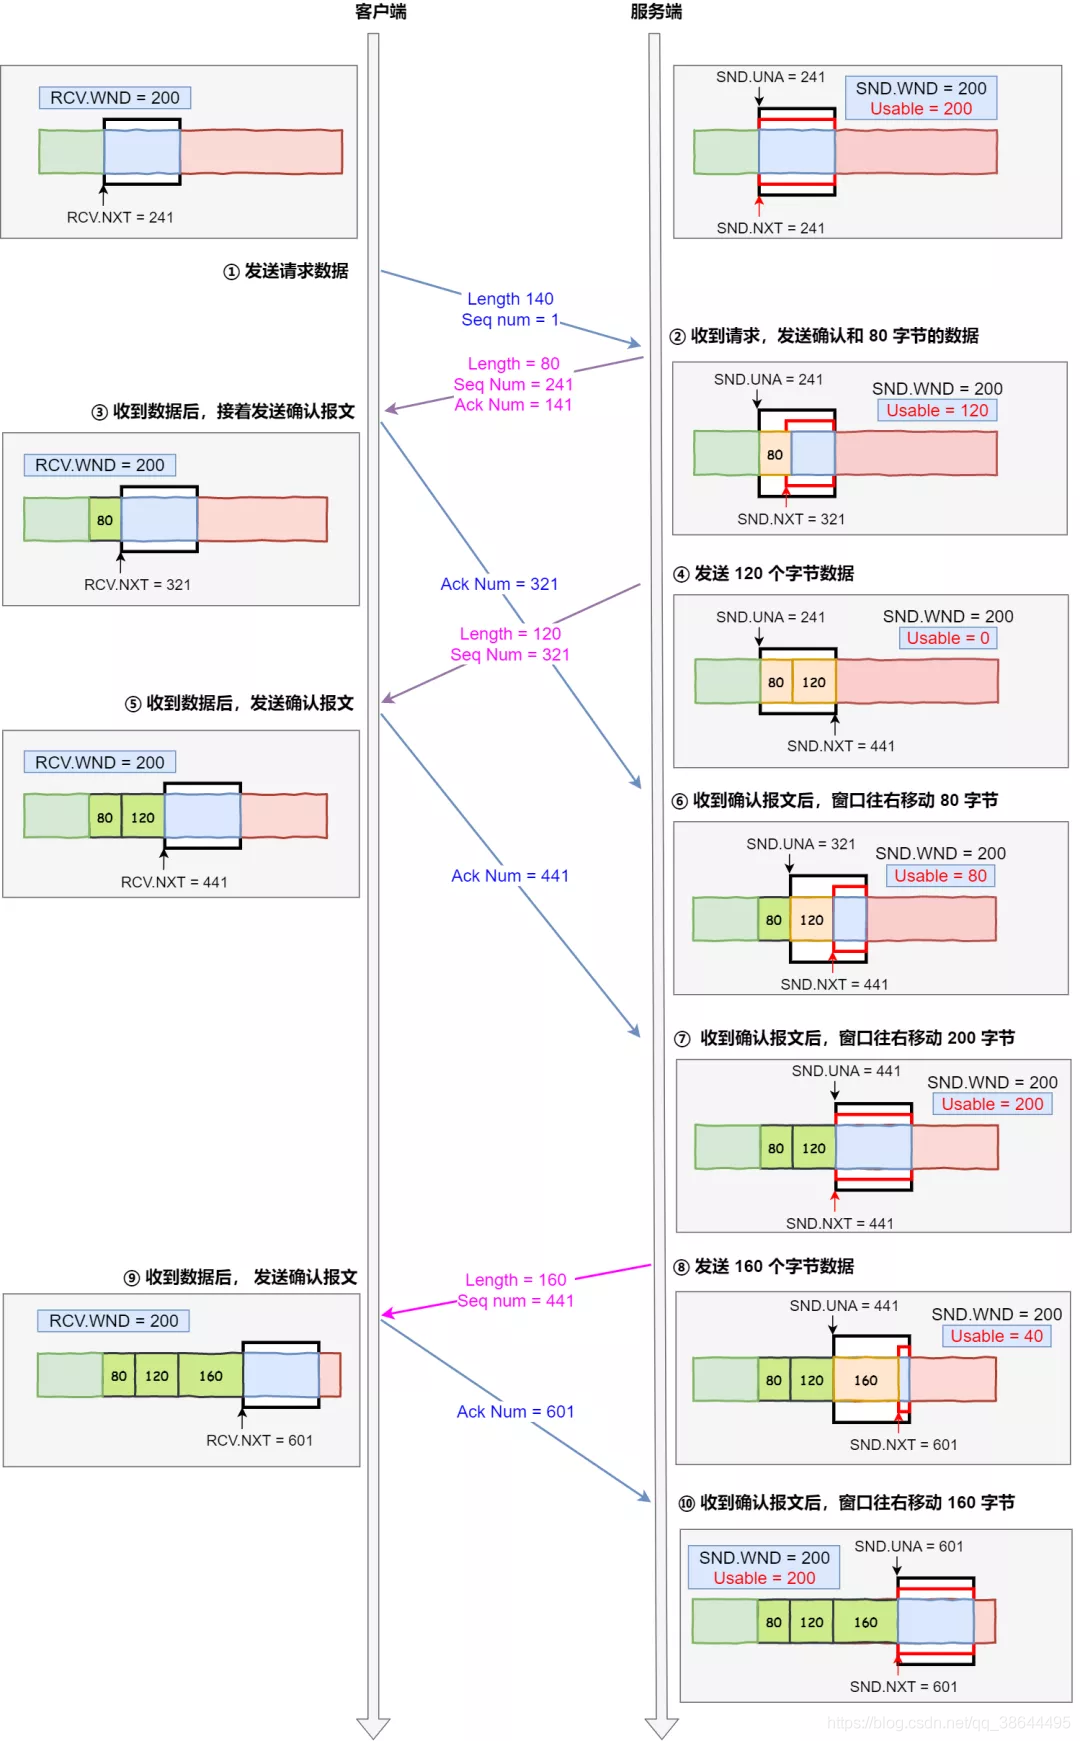 客户端
服务端
RCV.WND = 200
RCV.NXT = 241
SND.UNA = 241
SND.WND = 200
Usable = 200
SND.NXT = 241
① 发送请求数据
Length 140
Seq num = 1
② 收到请求，发送确认和 80 字节的数据
Length = 80
Seq Num = 241
Ack Num = 141
SND.UNA = 241
SND.WND = 200
Usable = 120
80
SND.NXT = 321
③ 收到数据后，接着发送确认报文
RCV.WND = 200
80
RCV.NXT = 321
Ack Num = 321
④ 发送 120 个字节数据
SND.UNA = 241
SND.WND = 200
Usable = 0
80
120
SND.NXT = 441
Length = 120
Seq Num = 321
⑤ 收到数据后，发送确认报文
RCV.WND = 200
80
120
RCV.NXT = 441
Ack Num = 441
⑥ 收到确认报文后，窗口往右移动 80 字节
SND.UNA = 321
SND.WND = 200
Usable = 80
80
120
SND.NXT = 441
⑦ 收到确认报文后，窗口往右移动 200 字节
SND.UNA = 441
SND.WND = 200
Usable = 200
80
120
SND.NXT = 441
⑧ 发送 160 个字节数据
Length = 160
Seq num = 441
SND.UNA = 441
SND.WND = 200
Usable = 40
80
120
160
SND.NXT = 601
⑨ 收到数据后， 发送确认报文
RCV.WND = 200
80
120
160
RCV.NXT = 601
Ack Num = 601
⑩ 收到确认报文后，窗口往右移动 160 字节
SND.WND = 200
Usable = 200
SND.UNA = 601
80
120
160
SND.NXT = 601
https://blog.csdn.net/qq_38644495